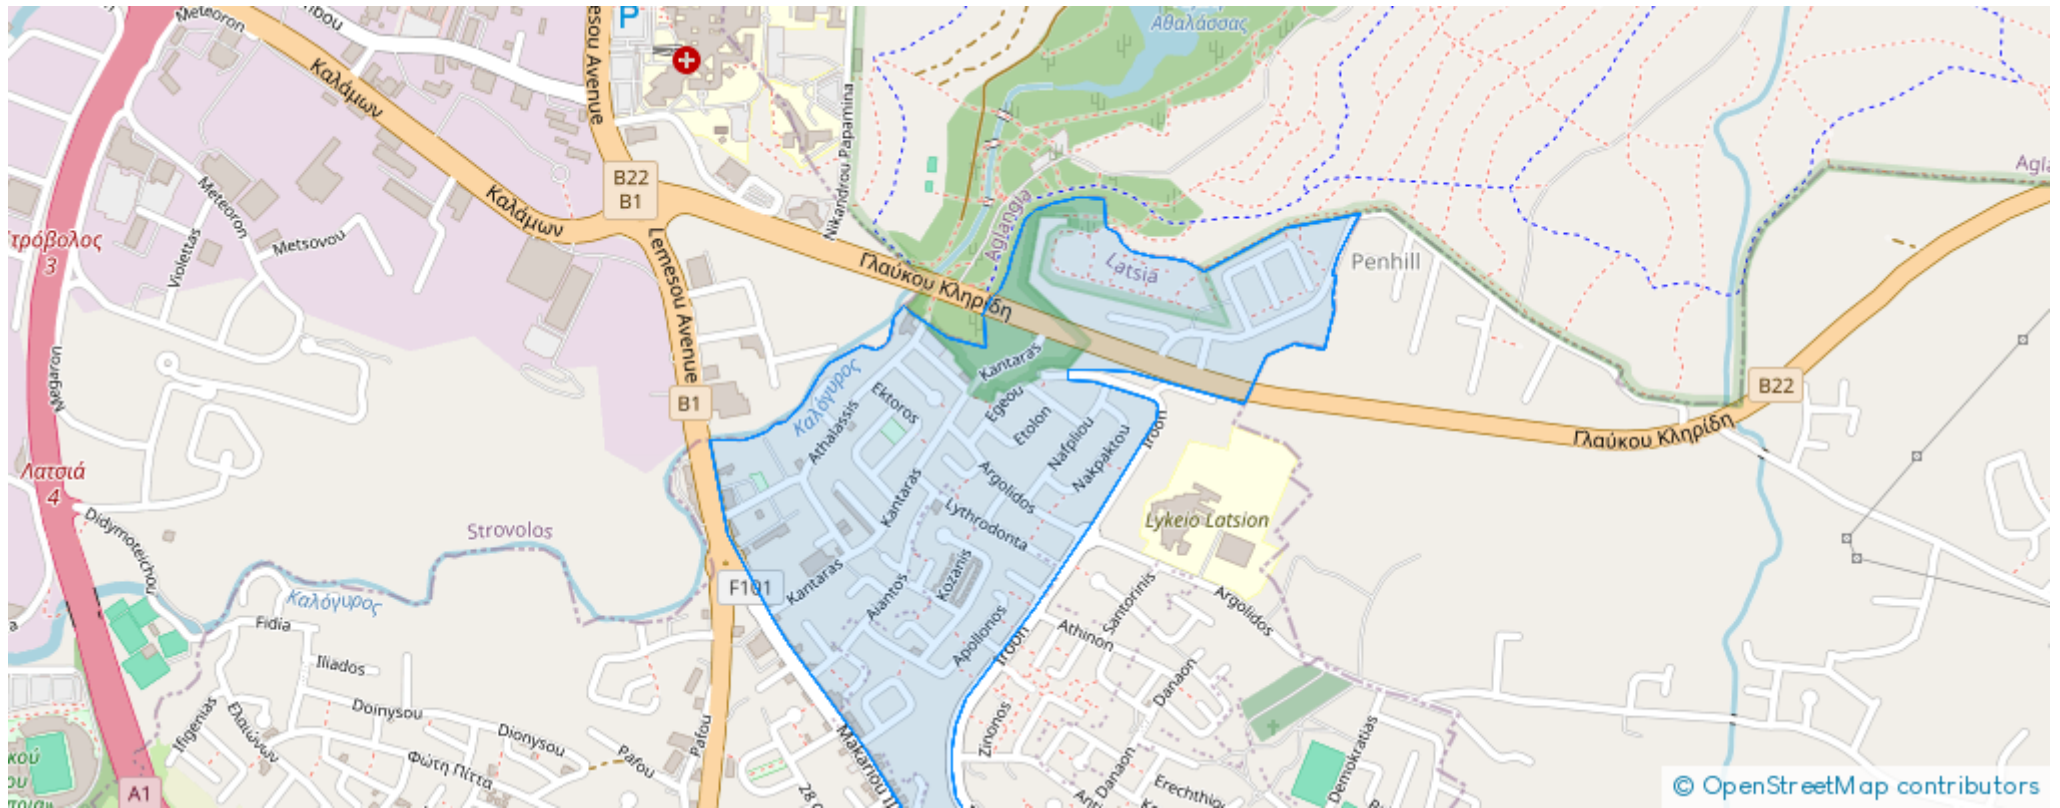 Meteoron
P
Αθαλάσσας
Καλάμων
Lemesou Avenue
Nikandrou Papamina
Meteoron
Καλάμων
B22
B1
Aglangia
Violettas
Metsovou
3
Lemesou Avenue
Γλαύκου Κληρίδη
Latsia
Penhill
Megaron
Kantaras
B22
B1
Καλόγυρος
Ektoros
Egeou
Athalassis
Etolon
Nafpliou
Nakpaktou
Iroon
Γλαύκου Κληρίδη
Λατσιά
4
Argolidos
Kantaras
Lythrodonta
Lykeio Latsion
Didymoteichou
Strovolos
F101
Kantaras
Aiantos
Kozanis
Καλόγυρος
Fidia
Apollonos
Iroon
Athinon
Santorinis
Argolidos
Iliados
Danaon
Ifigenias
Ελαιώνων
Doinysou
Dionysou
Φώτη Πίττα
Pafou
Pafou
Makariou
Zinonos
Danaon
Erechthiou
Demokratias
A1
© OpenStreetMap contributors